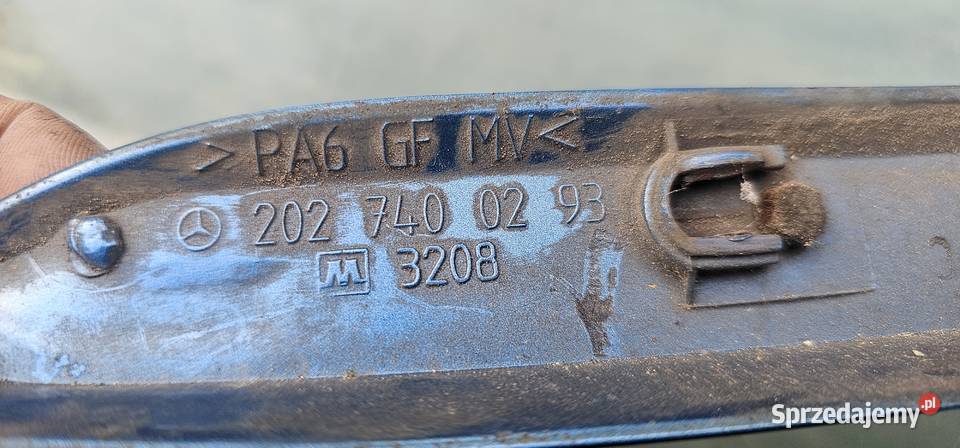 >PA6 GF MV<
202 740 02 93
M 3208
Sprzedajemy.pl